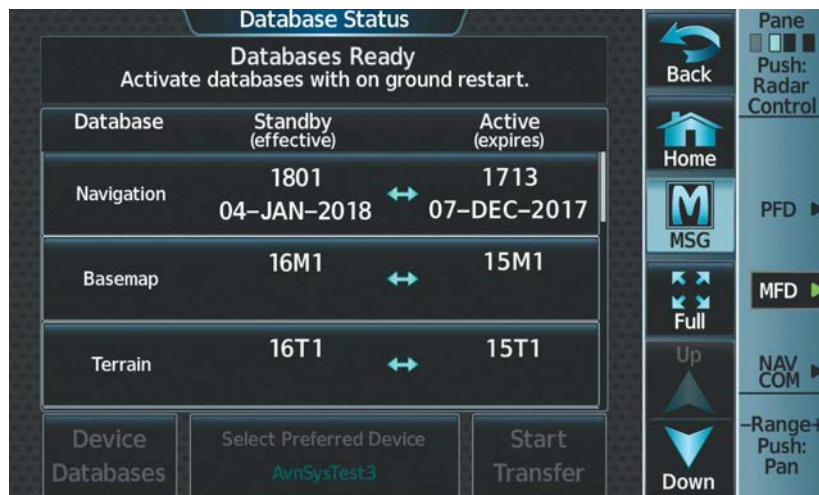 Database Status
Databases Ready
Activate databases with on ground restart.
Database
Standby
(effective)
Active
(expires)
Navigation
1801
04–JAN–2018
1713
07–DEC–2017
Basemap
16M1
15M1
Terrain
16T1
15T1
Device
Databases
Select Preferred Device
AvnSysTest3
Start
Transfer
Back
Home
M
MSG
Full
Up
Down
Pane
Push:
Radar
Control
PFD
MFD
NAV
COM
–Range+
Push:
Pan